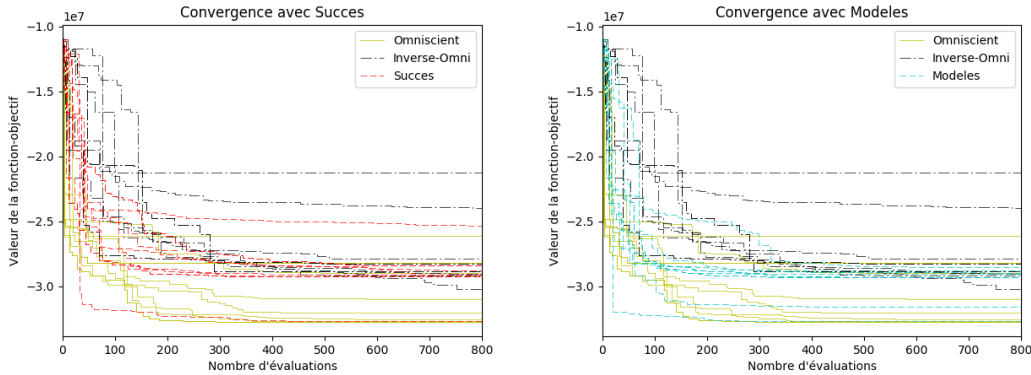 Convergence avec Succes
1e7
Valeur de la fonction-objectif
−1.0
−1.5
−2.0
−2.5
−3.0
Omniscient
Inverse-Omni
Succes
0 100 200 300 400 500 600 700 800
Nombre d'évaluations
Convergence avec Modeles
1e7
Valeur de la fonction-objectif
−1.0
−1.5
−2.0
−2.5
−3.0
Omniscient
Inverse-Omni
Modeles
0 100 200 300 400 500 600 700 800
Nombre d'évaluations